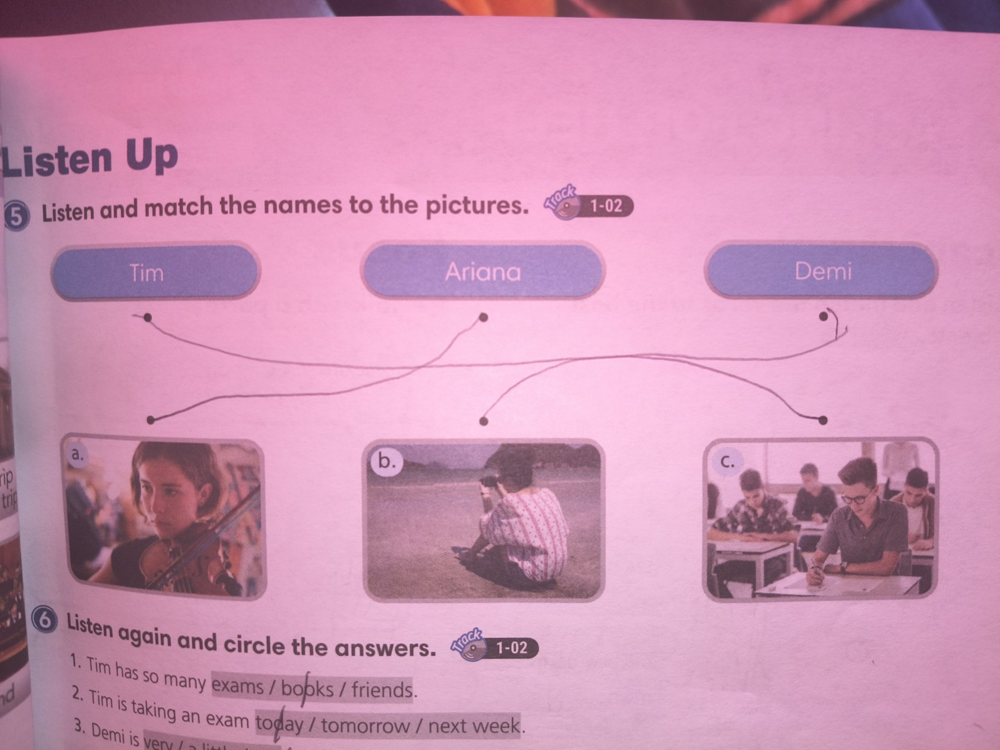 Listen Up
5 Listen and match the names to the pictures. Track 1-02
Tim Ariana Demi
a. b. c.
rip
trip
6 Listen again and circle the answers. Track 1-02
1. Tim has so many exams / books / friends.
2. Tim is taking an exam today / tomorrow / next week.
3. Demi is very / a
nd